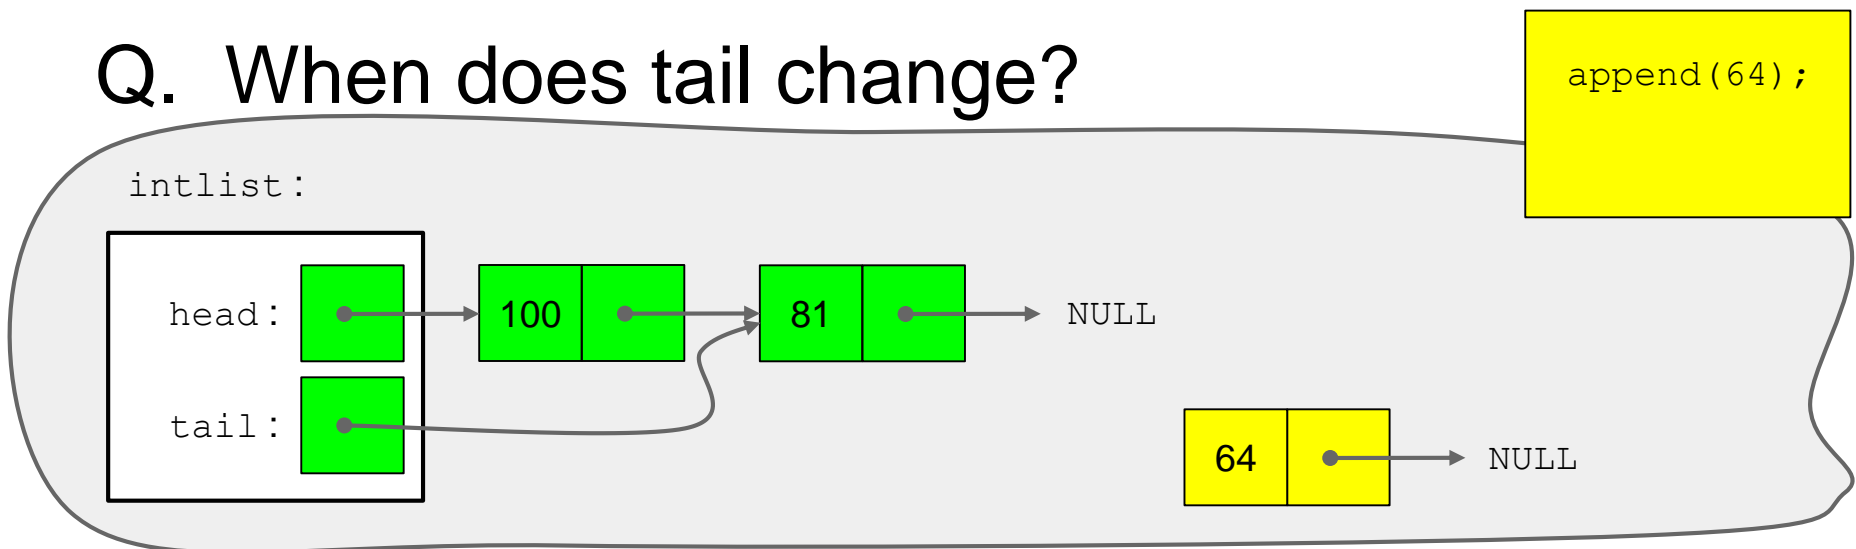 Q. When does tail change?
append(64);
intlist:
head:
100
81
NULL
tail:
64
NULL